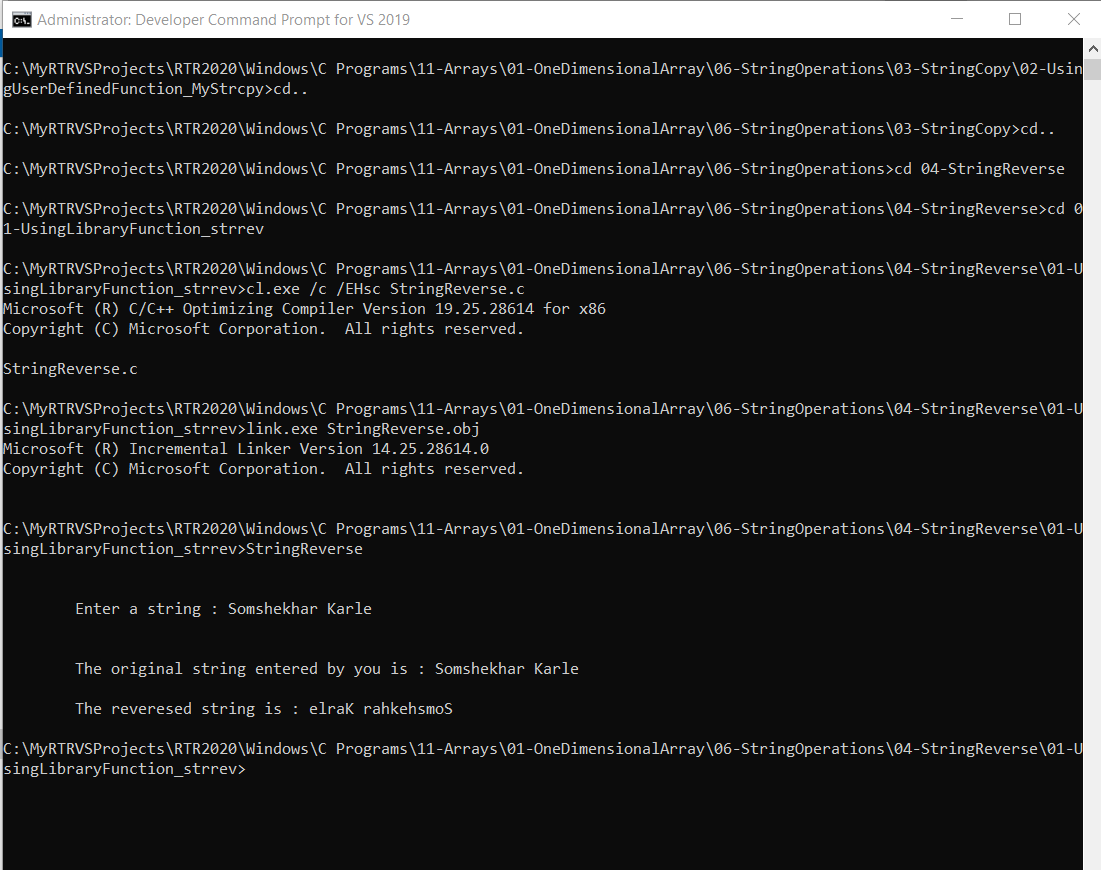 Administrator: Developer Command Prompt for VS 2019
C:\MyRTRVSProjects\RTR2020\Windows\C Programs\11-Arrays\01-OneDimensionalArray\06-StringOperations\03-StringCopy\02-Usin
gUserDefinedFunction_MyStrcpy>cd..
C:\MyRTRVSProjects\RTR2020\Windows\C Programs\11-Arrays\01-OneDimensionalArray\06-StringOperations\03-StringCopy>cd..
C:\MyRTRVSProjects\RTR2020\Windows\C Programs\11-Arrays\01-OneDimensionalArray\06-StringOperations>cd 04-StringReverse
C:\MyRTRVSProjects\RTR2020\Windows\C Programs\11-Arrays\01-OneDimensionalArray\06-StringOperations\04-StringReverse>cd 0
1-UsingLibraryFunction_strrev
C:\MyRTRVSProjects\RTR2020\Windows\C Programs\11-Arrays\01-OneDimensionalArray\06-StringOperations\04-StringReverse\01-U
singLibraryFunction_strrev>cl.exe /c /EHsc StringReverse.c
Microsoft (R) C/C++ Optimizing Compiler Version 19.25.28614 for x86
Copyright (C) Microsoft Corporation.  All rights reserved.
StringReverse.c
C:\MyRTRVSProjects\RTR2020\Windows\C Programs\11-Arrays\01-OneDimensionalArray\06-StringOperations\04-StringReverse\01-U
singLibraryFunction_strrev>link.exe StringReverse.obj
Microsoft (R) Incremental Linker Version 14.25.28614.0
Copyright (C) Microsoft Corporation.  All rights reserved.
C:\MyRTRVSProjects\RTR2020\Windows\C Programs\11-Arrays\01-OneDimensionalArray\06-StringOperations\04-StringReverse\01-U
singLibraryFunction_strrev>StringReverse
Enter a string : Somshekhar Karle
The original string entered by you is : Somshekhar Karle
The reveresed string is : elraK rahkehsmoS
C:\MyRTRVSProjects\RTR2020\Windows\C Programs\11-Arrays\01-OneDimensionalArray\06-StringOperations\04-StringReverse\01-U
singLibraryFunction_strrev>